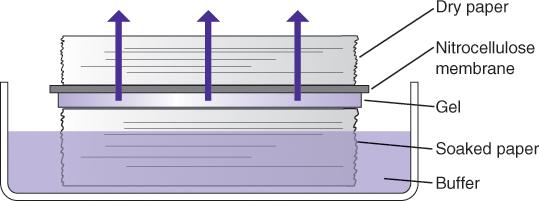 Dry paper
Nitrocellulose
membrane
Gel
Soaked paper
Buffer